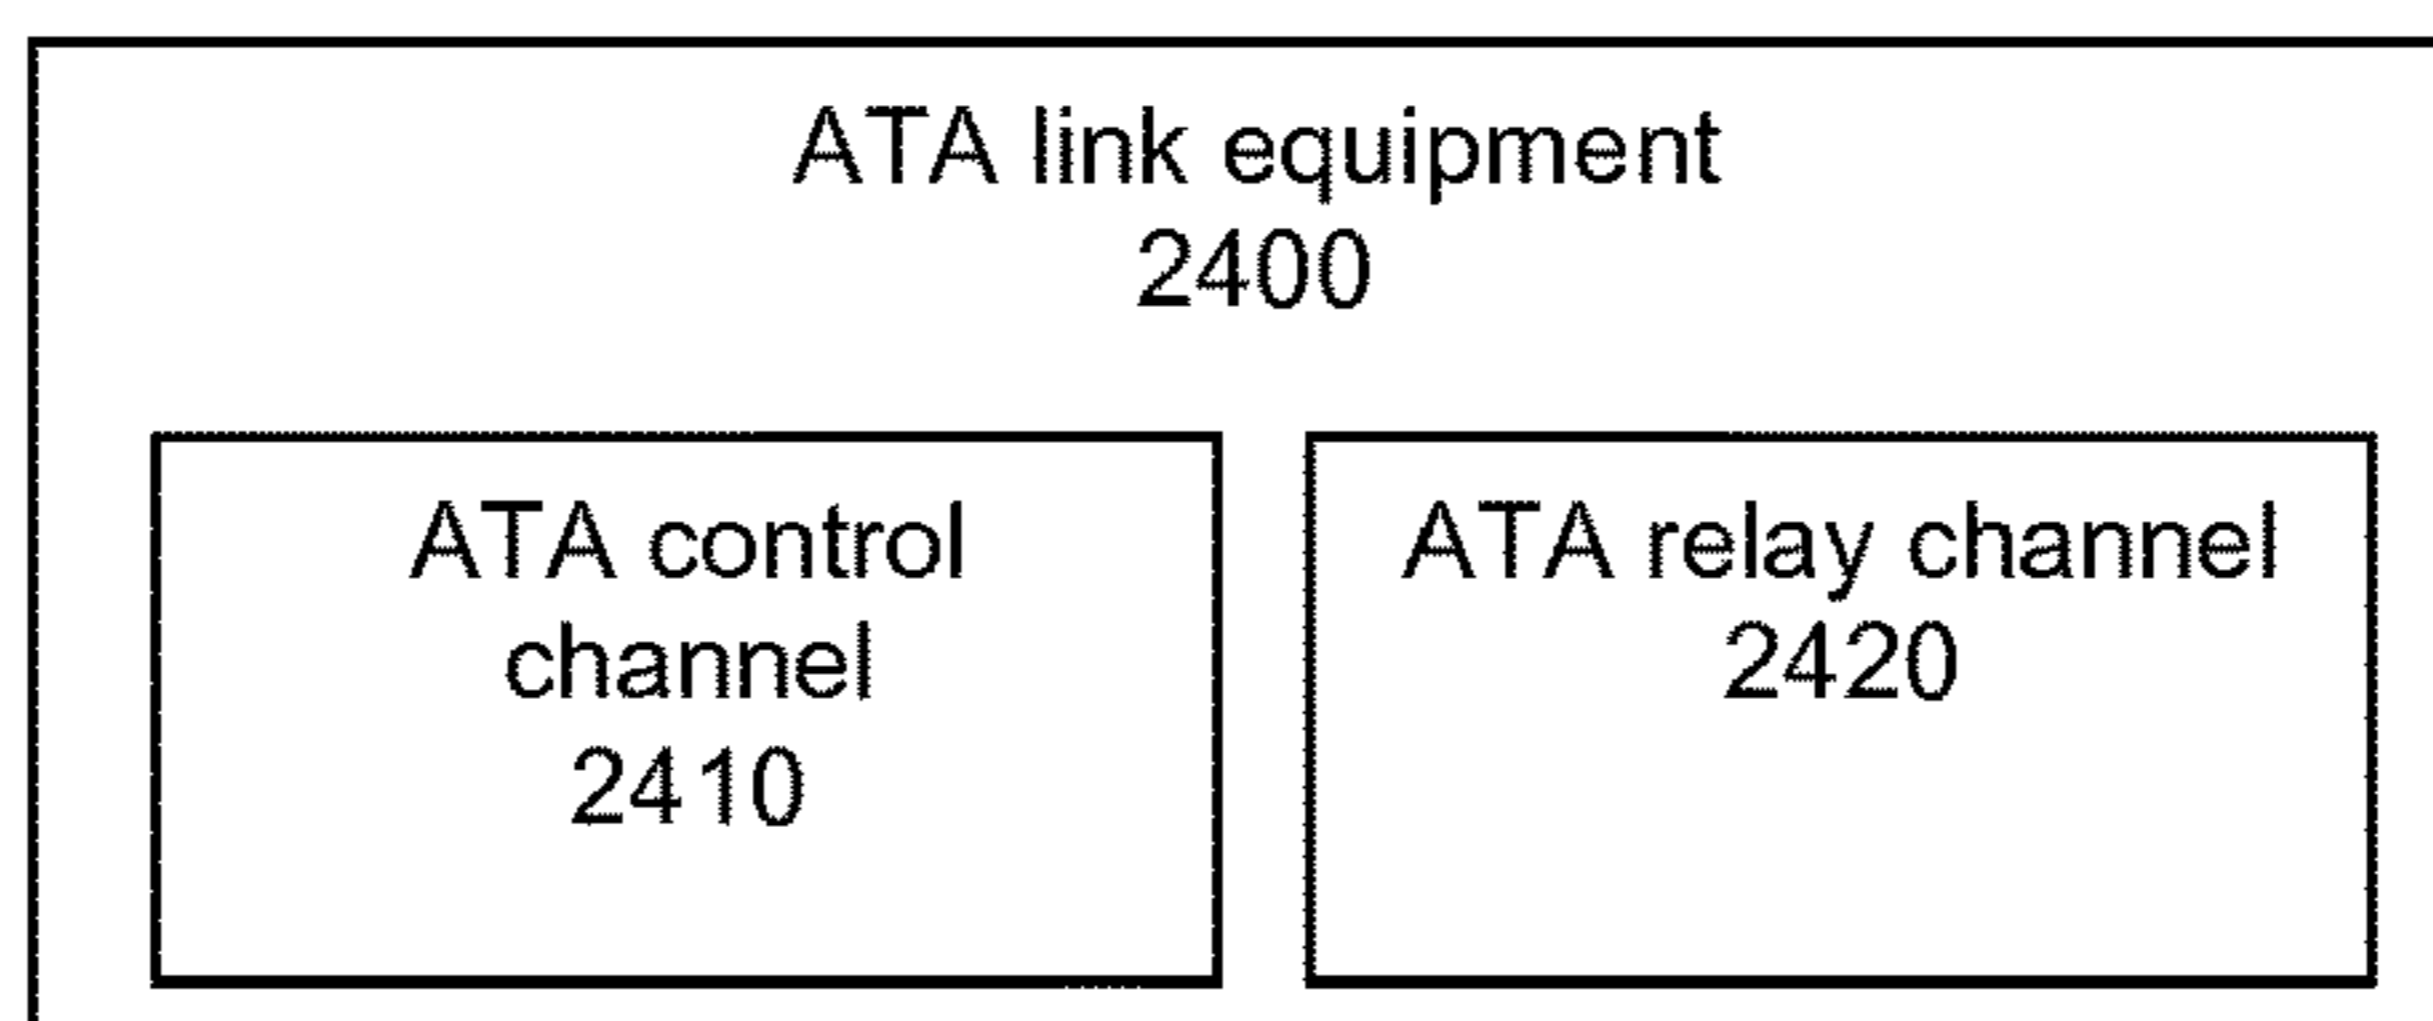 ATA link equipment
2400
ATA control
channel
2410
ATA relay channel
2420